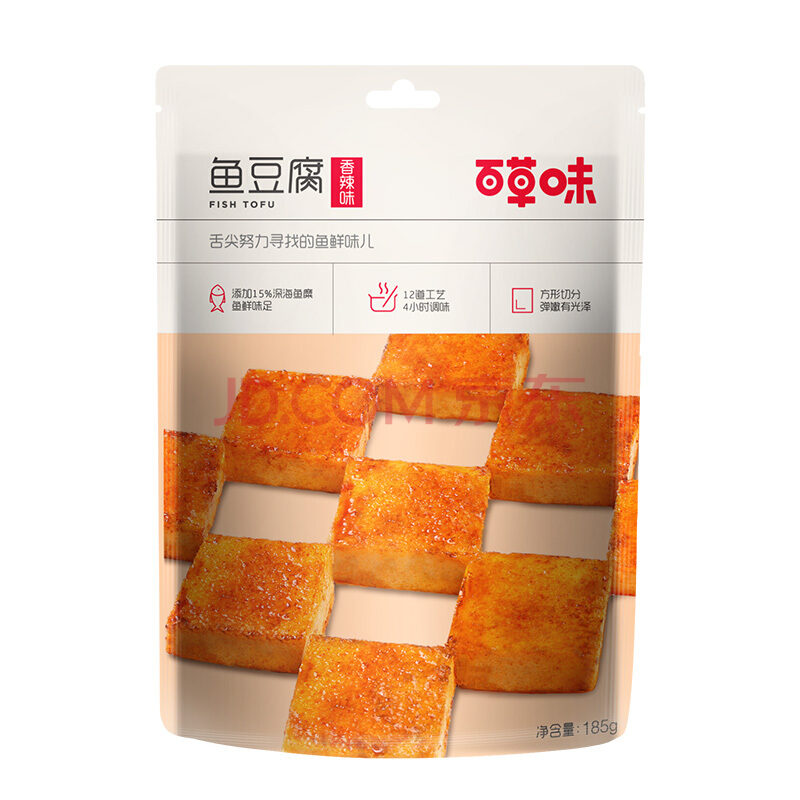 鱼豆腐
香辣味
FISH TOFU
百草味
舌尖努力寻找的鱼鲜味儿
添加15%深海鱼糜
鱼鲜味足
12道工艺
4小时调味
方形切分
弹嫩有光泽
JD.COM 京东
净含量:185g